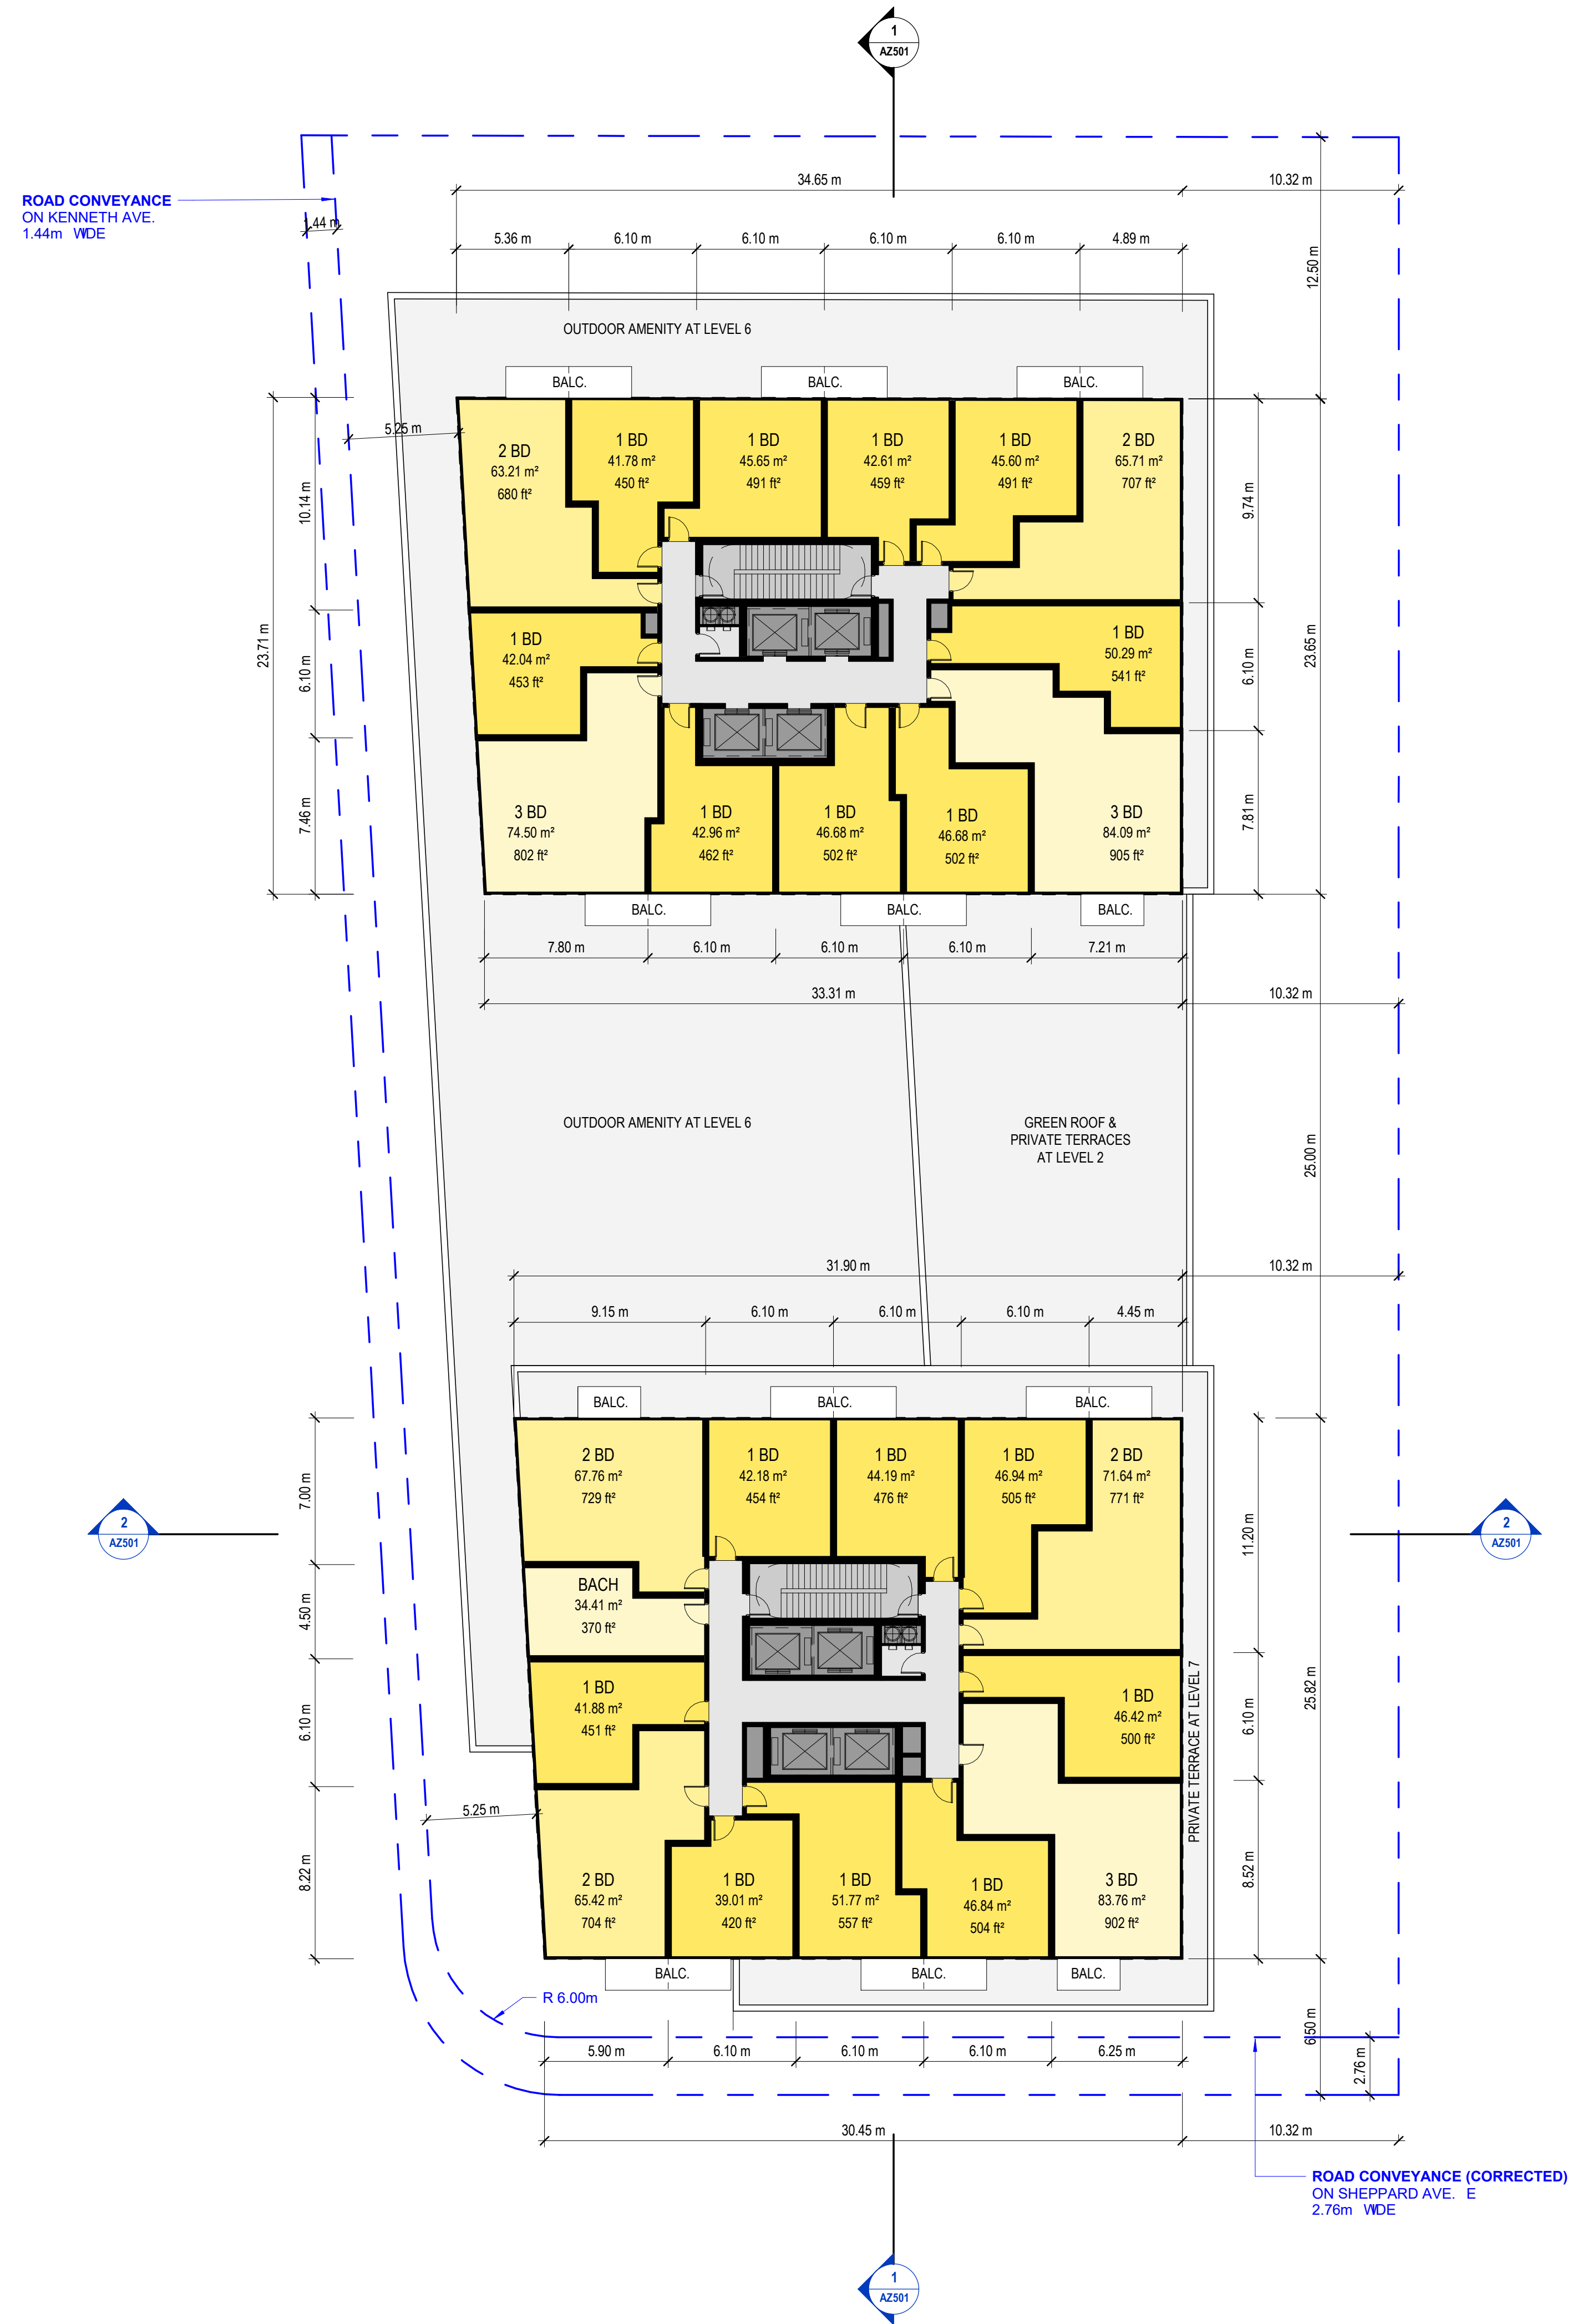 1
AZ501
ROAD CONVEYANCE
ON KENNETH AVE.
1.44m WIDE
1.44 m
34.65 m
10.32 m
5.36 m
6.10 m
6.10 m
6.10 m
6.10 m
4.89 m
12.50 m
OUTDOOR AMENITY AT LEVEL 6
BALC.
BALC.
BALC.
5.25 m
2 BD
63.21 m²
680 ft²
1 BD
41.78 m²
450 ft²
1 BD
45.65 m²
491 ft²
1 BD
42.61 m²
459 ft²
1 BD
45.60 m²
491 ft²
2 BD
65.71 m²
707 ft²
10.14 m
9.74 m
23.71 m
6.10 m
1 BD
42.04 m²
453 ft²
1 BD
50.29 m²
541 ft²
6.10 m
23.65 m
7.46 m
3 BD
74.50 m²
802 ft²
1 BD
42.96 m²
462 ft²
1 BD
46.68 m²
502 ft²
1 BD
46.68 m²
502 ft²
3 BD
84.09 m²
905 ft²
7.81 m
BALC.
BALC.
BALC.
7.80 m
6.10 m
6.10 m
6.10 m
7.21 m
33.31 m
10.32 m
OUTDOOR AMENITY AT LEVEL 6
GREEN ROOF &
PRIVATE TERRACES
AT LEVEL 2
25.00 m
31.90 m
10.32 m
9.15 m
6.10 m
6.10 m
6.10 m
4.45 m
BALC.
BALC.
BALC.
7.00 m
2 BD
67.76 m²
729 ft²
1 BD
42.18 m²
454 ft²
1 BD
44.19 m²
476 ft²
1 BD
46.94 m²
505 ft²
2 BD
71.64 m²
771 ft²
11.20 m
2
AZ501
2
AZ501
4.50 m
BACH
34.41 m²
370 ft²
6.10 m
1 BD
41.88 m²
451 ft²
1 BD
46.42 m²
500 ft²
6.10 m
25.82 m
PRIVATE TERRACE AT LEVEL 7
5.25 m
8.22 m
2 BD
65.42 m²
704 ft²
1 BD
39.01 m²
420 ft²
1 BD
51.77 m²
557 ft²
1 BD
46.84 m²
504 ft²
3 BD
83.76 m²
902 ft²
8.52 m
BALC.
BALC.
BALC.
R 6.00m
6.50 m
5.90 m
6.10 m
6.10 m
6.10 m
6.25 m
2.76 m
30.45 m
10.32 m
ROAD CONVEYANCE (CORRECTED)
ON SHEPPARD AVE. E
2.76m WIDE
1
AZ501